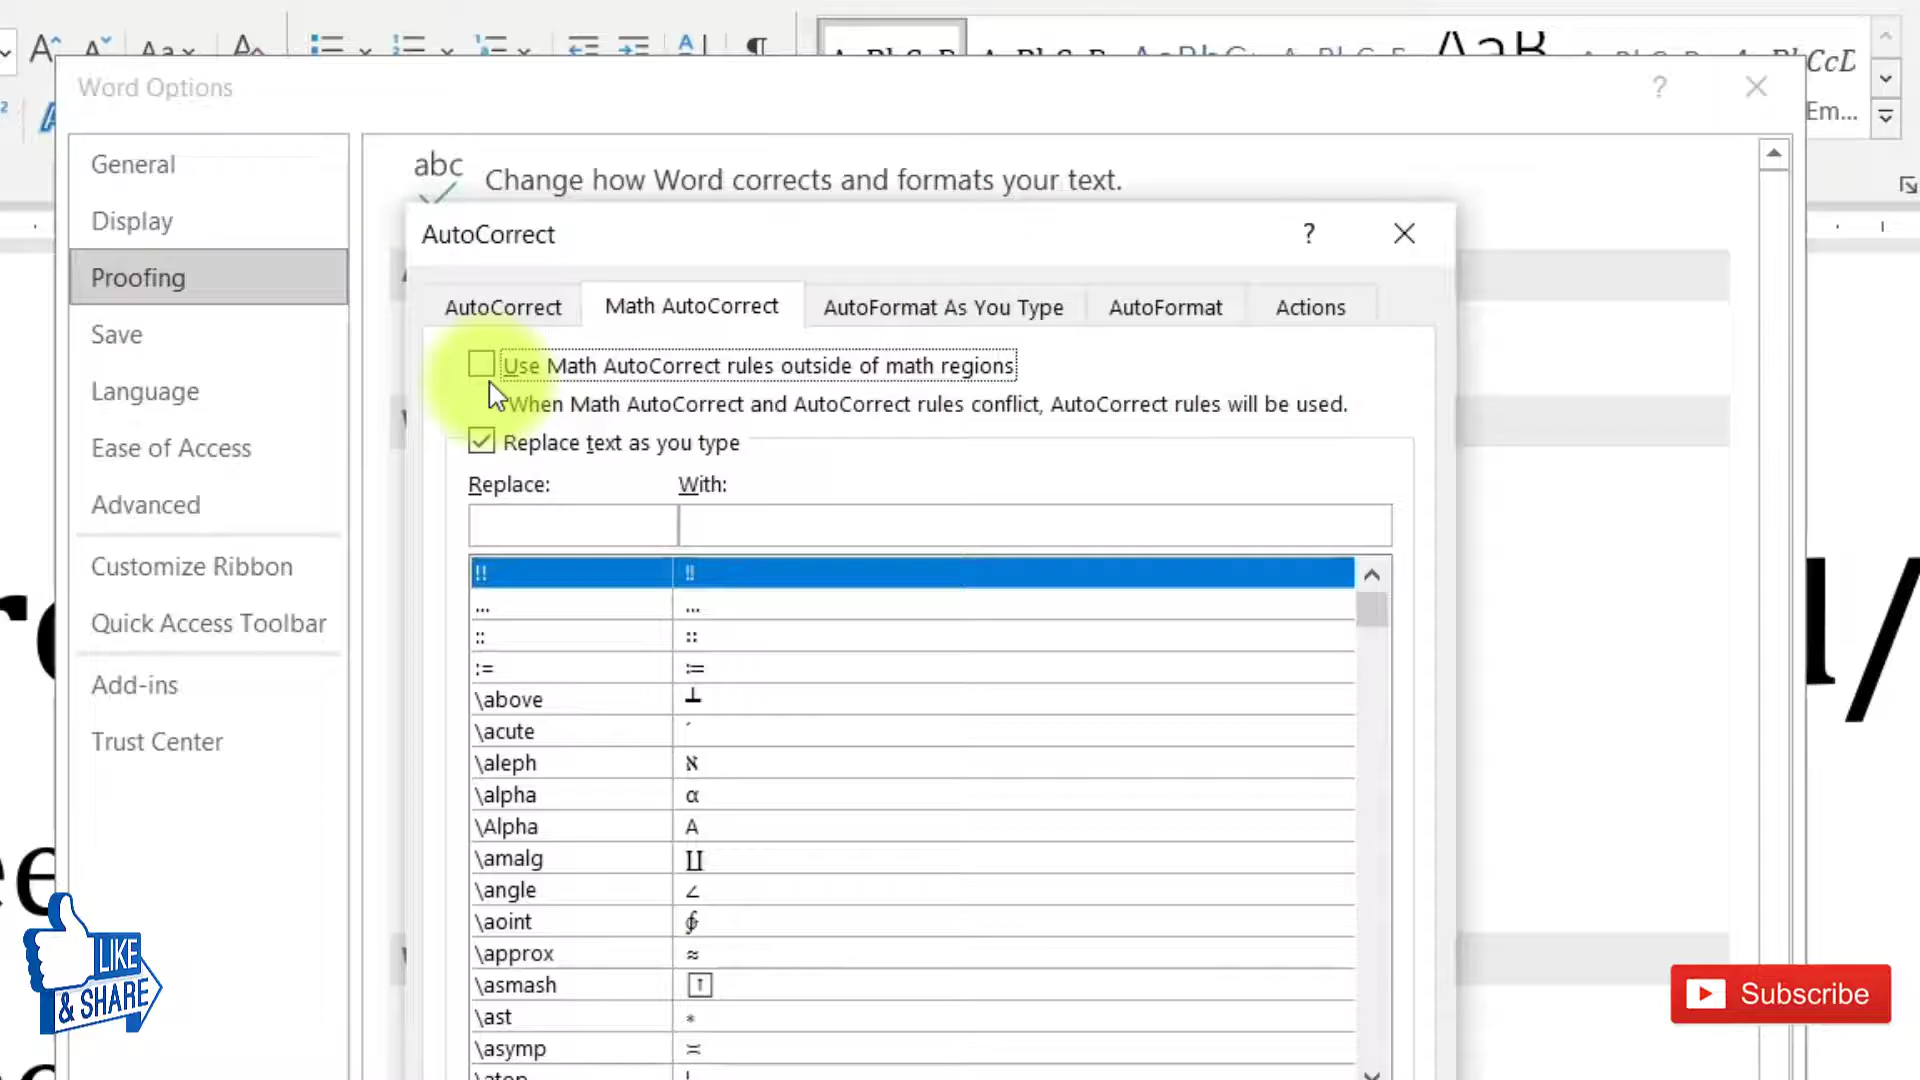 Word Options
?
General
Display
Proofing
Save
Language
Ease of Access
Advanced
Customize Ribbon
Quick Access Toolbar
Add-ins
Trust Center
abc
Change how Word corrects and formats your text.
AutoCorrect
?
AutoCorrect
Math AutoCorrect
AutoFormat As You Type
AutoFormat
Actions
Use Math AutoCorrect rules outside of math regions
When Math AutoCorrect and AutoCorrect rules conflict, AutoCorrect rules will be used.
Replace text as you type
Replace: With:
!! ‼
... …
:: ∷
:= ≔
\above ┴
\acute ´
\aleph ℵ
\alpha α
\Alpha Α
\amalg ∐
\angle ∠
\aoint ∳
\approx ≈
\asmash ⬆
\ast ∗
\asymp ≍
CcD
Em...
LIKE
& SHARE
Subscribe